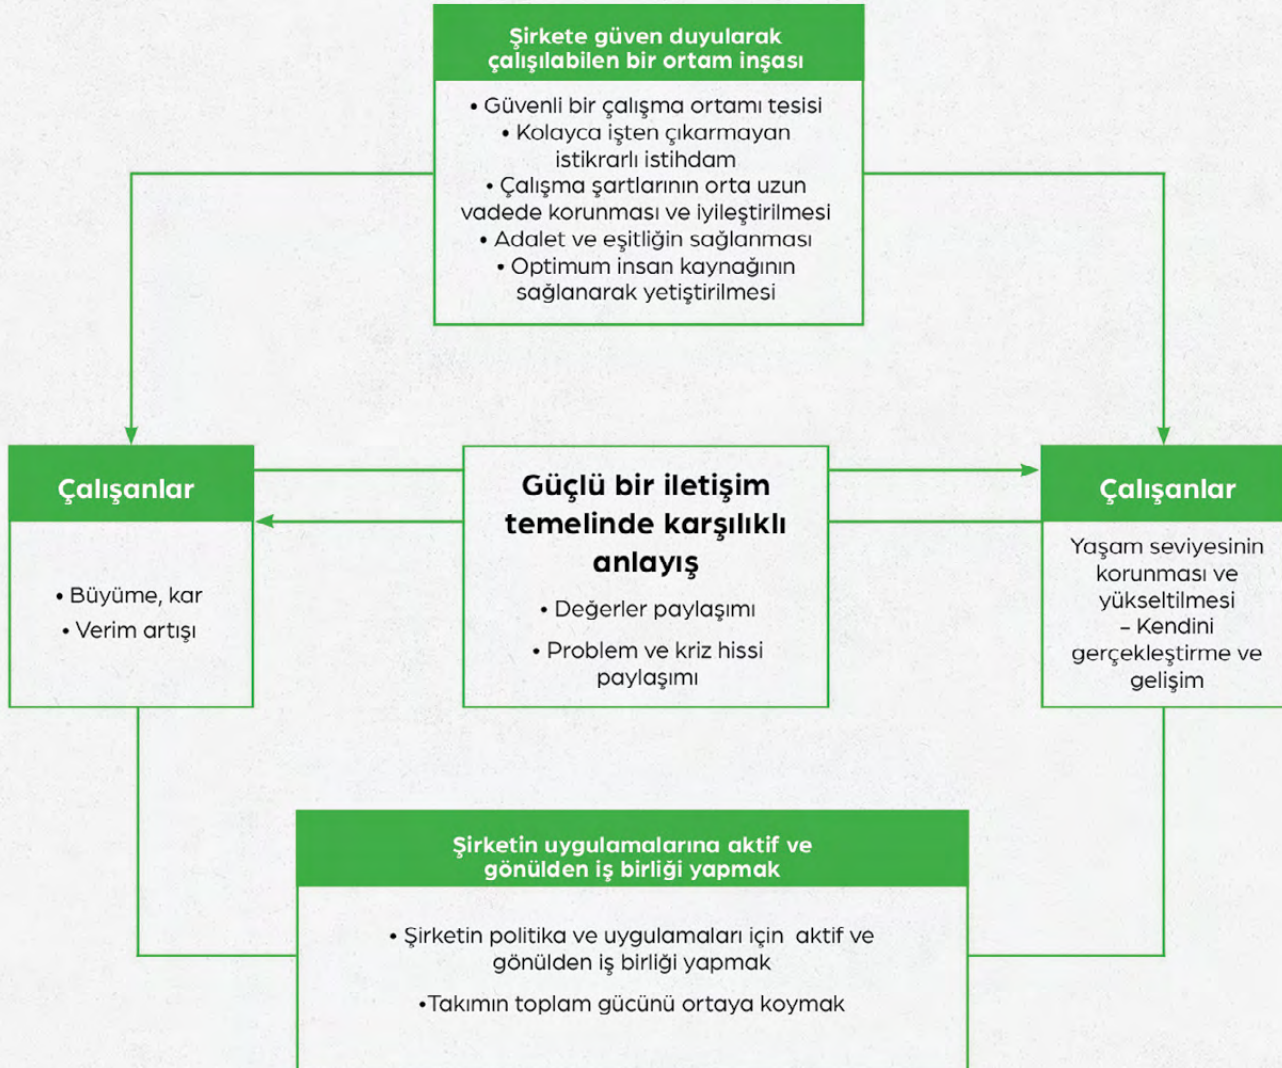 Şirkete güven duyularak
çalışılabilen bir ortam inşası
• Güvenli bir çalışma ortamı tesisi
• Kolayca işten çıkarmayan
istikrarlı istihdam
• Çalışma şartlarının orta uzun
vadede korunması ve iyileştirilmesi
• Adalet ve eşitliğin sağlanması
• Optimum insan kaynağının
sağlanarak yetiştirilmesi
Çalışanlar
• Büyüme, kar
• Verim artışı
Güçlü bir iletişim
temelinde karşılıklı
anlayış
• Değerler paylaşımı
• Problem ve kriz hissi
paylaşımı
Çalışanlar
Yaşam seviyesinin
korunması ve
yükseltilmesi
– Kendini
gerçekleştirme ve
gelişim
Şirketin uygulamalarına aktif ve
gönülden iş birliği yapmak
• Şirketin politika ve uygulamaları için aktif ve
gönülden iş birliği yapmak
•Takımın toplam gücünü ortaya koymak